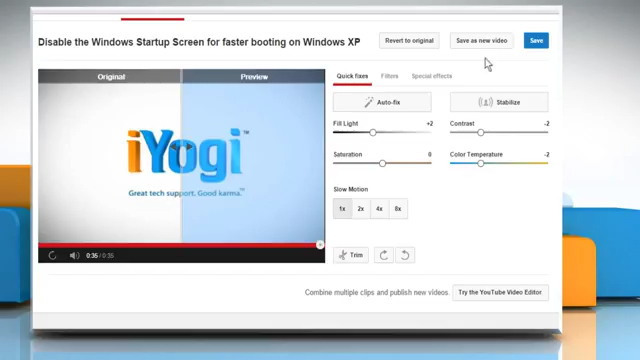 Disable the Windows Startup Screen for faster booting on Windows XP
Revert to original
Save as new video
Save
Original
Preview
Quick fixes
Filters
Special effects
Auto-fix
Stabilize
Fill Light +2
Contrast -2
Saturation 0
Color Temperature -2
iYogi™
Great tech support. Good karma.™
Slow Motion
1x 2x 4x 8x
0:35 / 0:35
Trim
Combine multiple clips and publish new videos.
Try the YouTube Video Editor